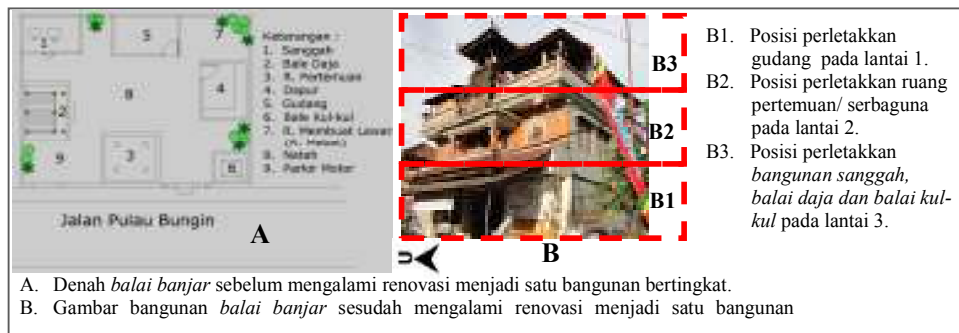 1
5
7
2
8
4
9
3
6
Keterangan :
1. Sanggah
2. Bale Daja
3. R. Pertemuan
4. Dapur
5. Gudang
6. Bale Kul-kul
7. R. Membuat Lawar
8. Natah
9. Parkir Motor
Jalan Pulau Bungin
A
B3
B2
B1
B
U
B1. Posisi perletakkan
gudang pada lantai 1.
B2. Posisi perletakkan ruang
pertemuan/ serbaguna
pada lantai 2.
B3. Posisi perletakkan
bangunan sanggah,
balai daja dan balai kul-
kul pada lantai 3.
A. Denah balai banjar sebelum mengalami renovasi menjadi satu bangunan bertingkat.
B. Gambar bangunan balai banjar sesudah mengalami renovasi menjadi satu bangunan